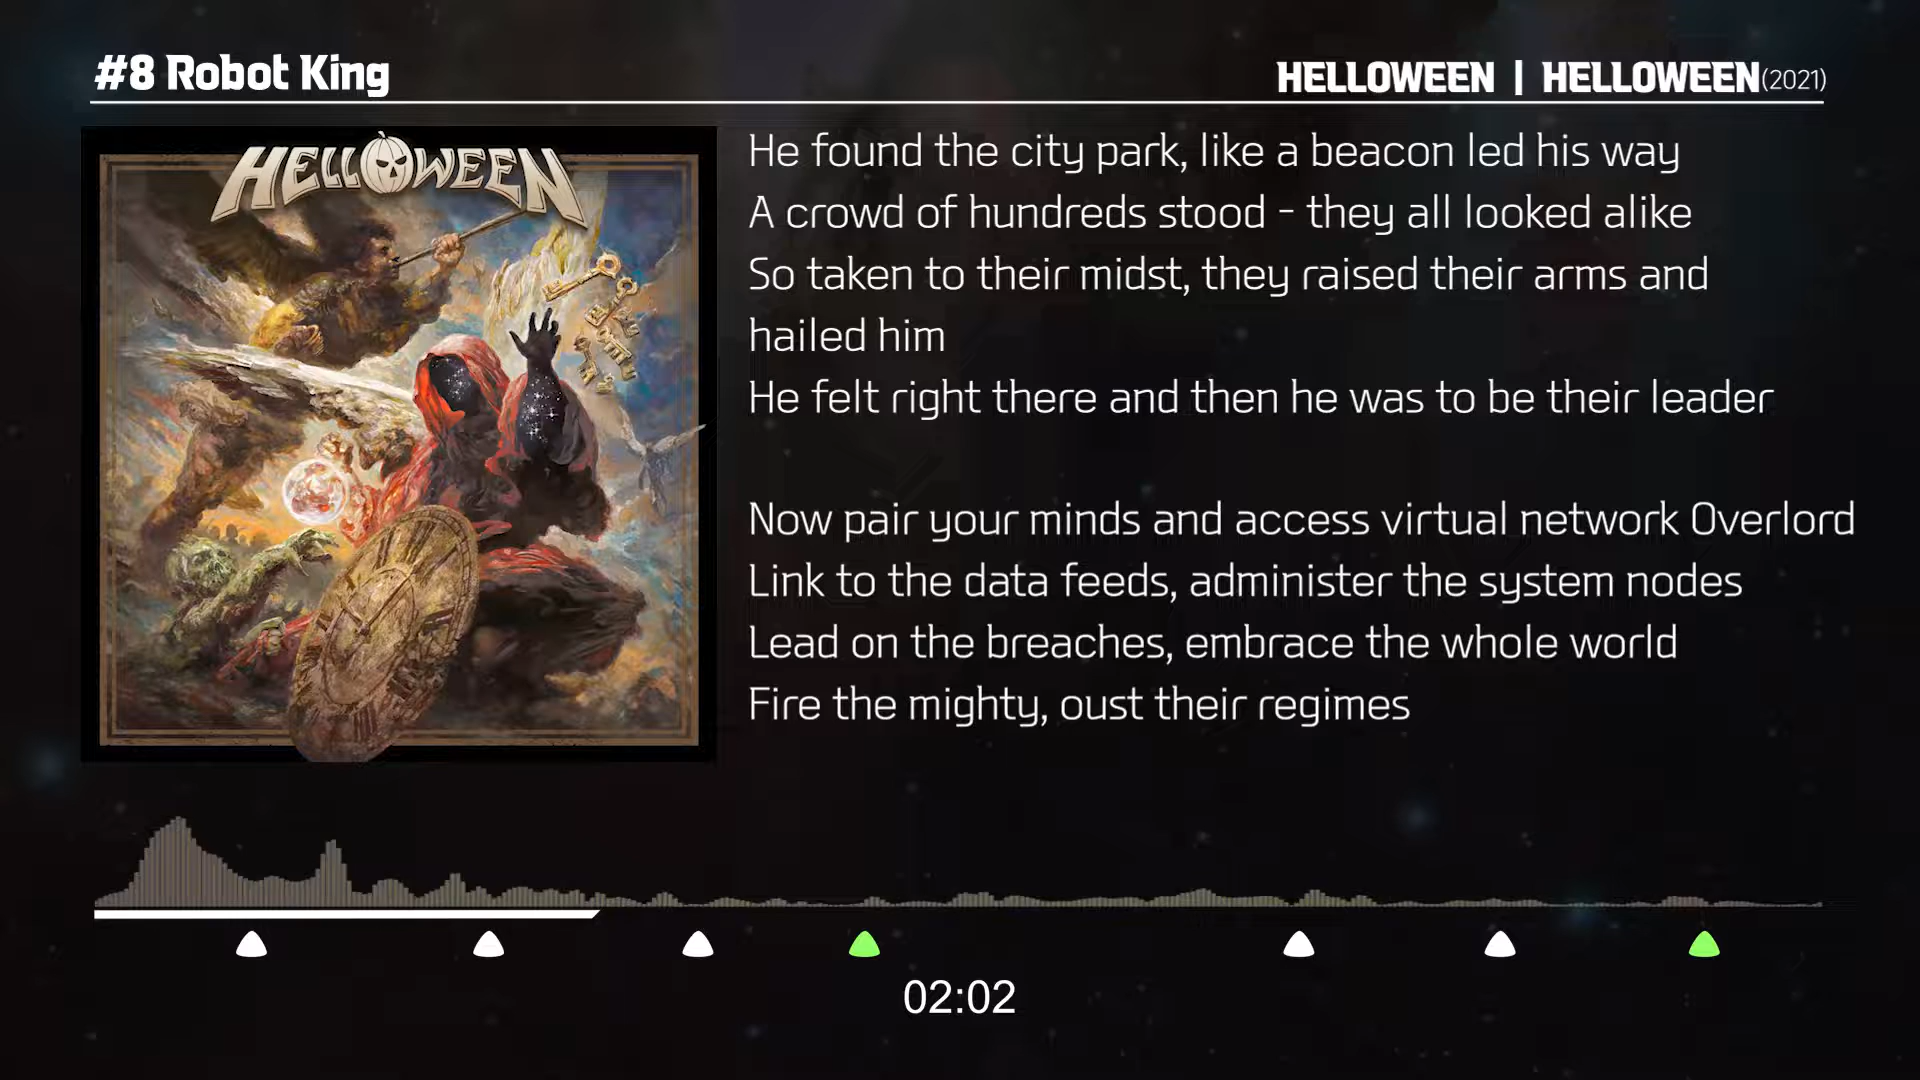 #8 Robot King
HELLOWEEN | HELLOWEEN(2021)
HELLOWEEN
He found the city park, like a beacon led his way
A crowd of hundreds stood - they all looked alike
So taken to their midst, they raised their arms and
hailed him
He felt right there and then he was to be their leader
Now pair your minds and access virtual network Overlord
Link to the data feeds, administer the system nodes
Lead on the breaches, embrace the whole world
Fire the mighty, oust their regimes
02:02